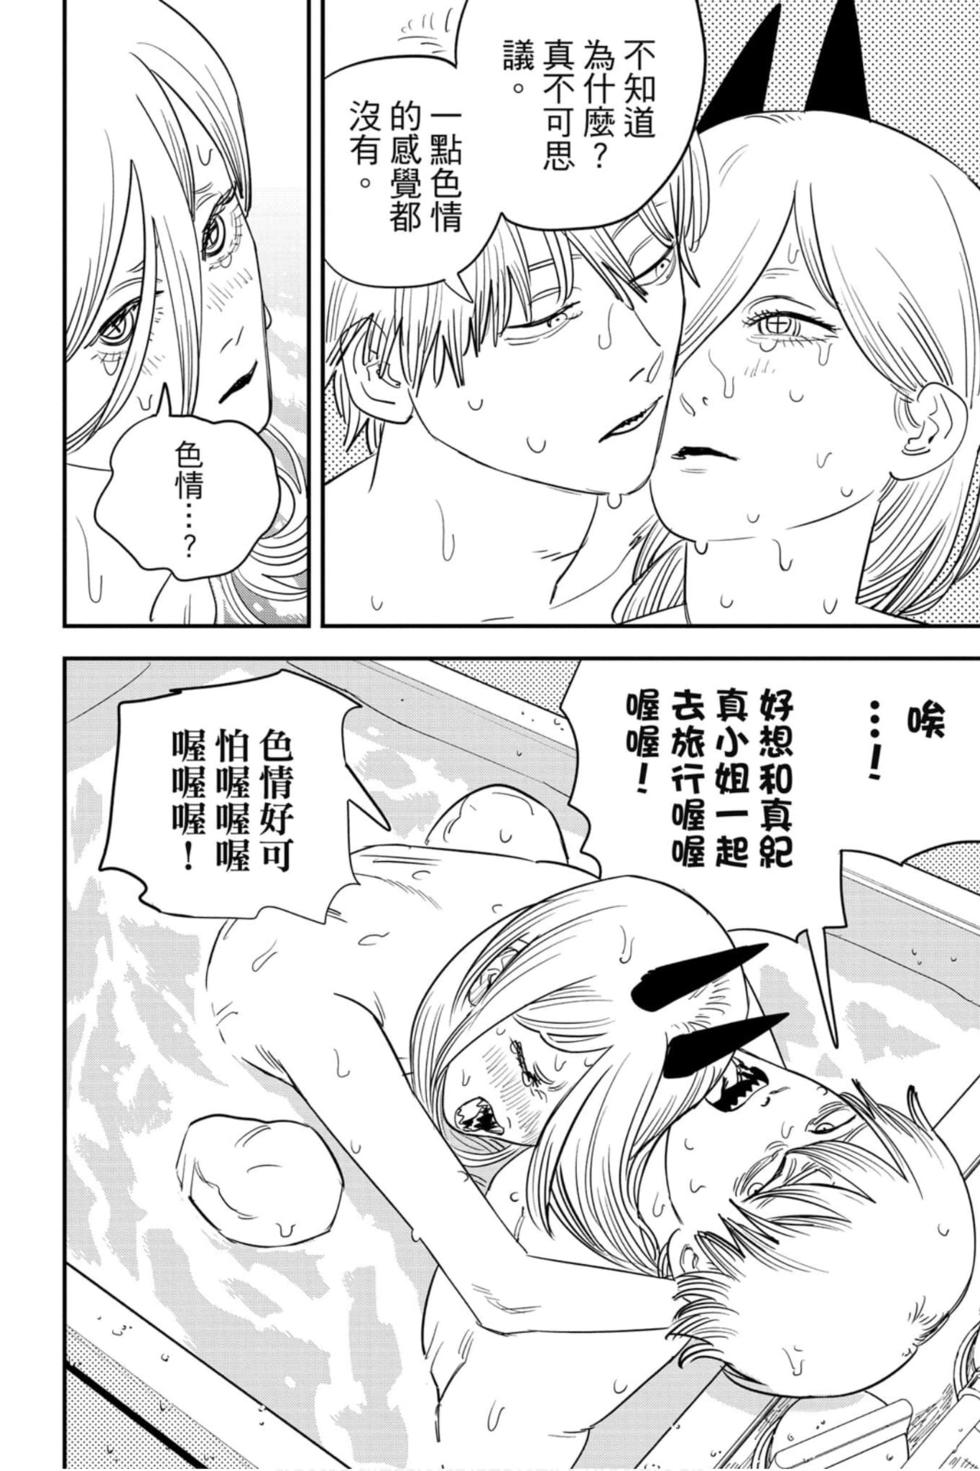 不知道
為什麼?
真不可思
議。
一點色情
的感覺都
沒有。
色情…?
唉
…!
好想和真紀
真小姐一起
去旅行喔喔
喔喔!
色情好可
怕喔喔喔
喔喔喔!